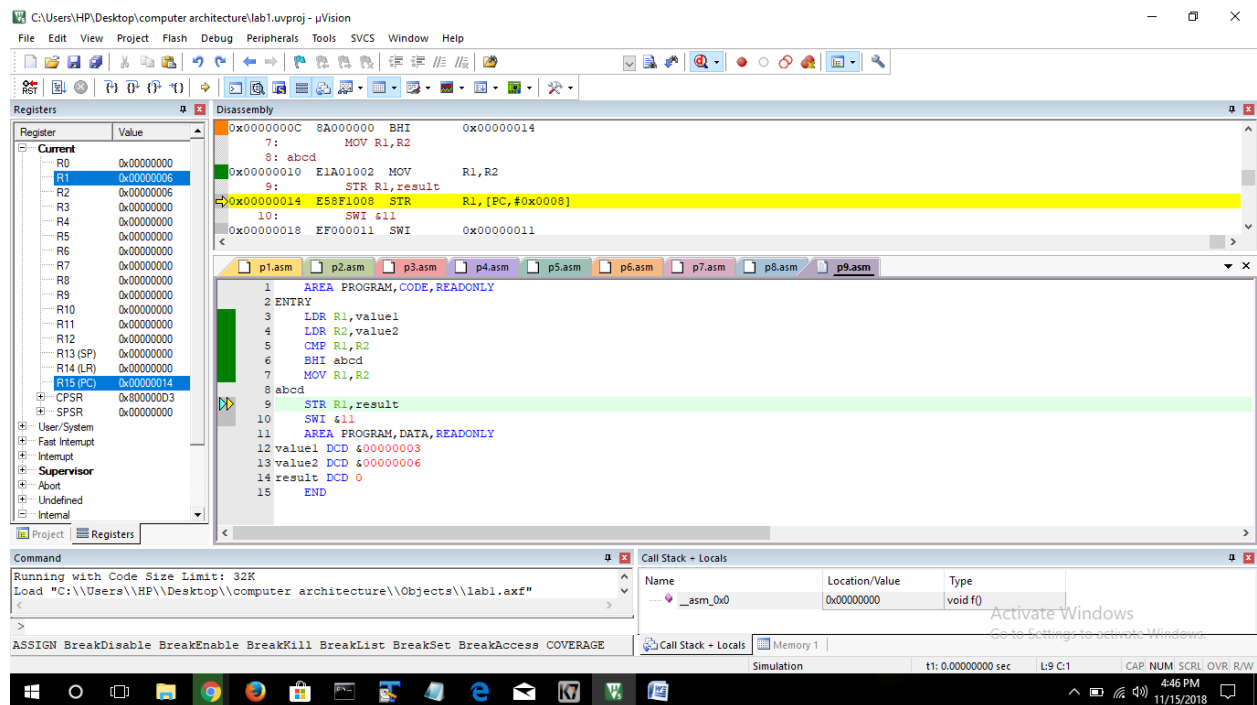 C:\Users\HP\Desktop\computer architecture\lab1.uvproj - µVision
File Edit View Project Flash Debug Peripherals Tools SVCS Window Help
RST
Registers
Register Value
Current
R0 0x00000000
R1 0x00000006
R2 0x00000006
R3 0x00000000
R4 0x00000000
R5 0x00000000
R6 0x00000000
R7 0x00000000
R8 0x00000000
R9 0x00000000
R10 0x00000000
R11 0x00000000
R12 0x00000000
R13 (SP) 0x00000000
R14 (LR) 0x00000000
R15 (PC) 0x00000014
CPSR 0x800000D3
SPSR 0x00000000
User/System
Fast Interrupt
Interrupt
Supervisor
Abort
Undefined
Internal
Project Registers
Disassembly
0x0000000C 8A000000 BHI 0x00000014
7: MOV R1,R2
8: abcd
0x00000010 E1A01002 MOV R1,R2
9: STR R1,result
0x00000014 E58F1008 STR R1,[PC,#0x0008]
10: SWI &11
0x00000018 EF000011 SWI 0x00000011
p1.asm p2.asm p3.asm p4.asm p5.asm p6.asm p7.asm p8.asm p9.asm
1 AREA PROGRAM,CODE,READONLY
2 ENTRY
3 LDR R1,value1
4 LDR R2,value2
5 CMP R1,R2
6 BHI abcd
7 MOV R1,R2
8 abcd
9 STR R1,result
10 SWI &11
11 AREA PROGRAM,DATA,READONLY
12 value1 DCD &00000003
13 value2 DCD &00000006
14 result DCD 0
15 END
Command
Running with Code Size Limit: 32K
Load "C:\\Users\\HP\\Desktop\\computer architecture\\Objects\\lab1.axf"
>
ASSIGN BreakDisable BreakEnable BreakKill BreakList BreakSet BreakAccess COVERAGE
Call Stack + Locals
Name Location/Value Type
__asm_0x0 0x00000000 void f()
Activate Windows
Go to Settings to activate Windows.
Call Stack + Locals Memory 1
Simulation t1: 0.00000000 sec L:9 C:1 CAP NUM SCRL OVR R/W
4:46 PM
11/15/2018